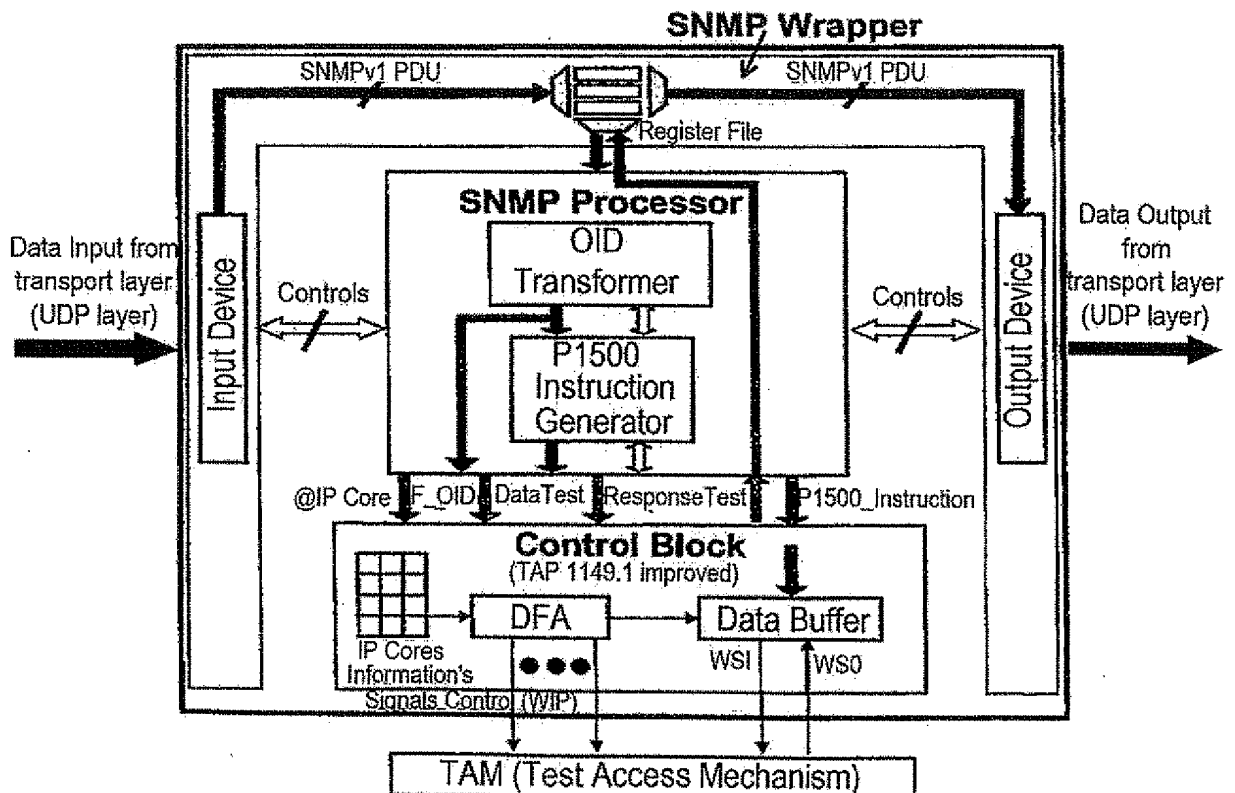 SNMP Wrapper
SNMPv1 PDU
SNMPv1 PDU
Register File
SNMP Processor
OID
Transformer
Data Input from
transport layer
(UDP layer)
Input Device
Controls
P1500
Instruction
Generator
Controls
Output Device
Data Output
from
transport layer
(UDP layer)
@IP Core
F_OID
DataTest
ResponseTest
P1500_Instruction
Control Block
(TAP 1149.1 improved)
DFA
Data Buffer
IP Cores
Information's
WSI
WS0
Signals Control (WIP)
TAM (Test Access Mechanism)